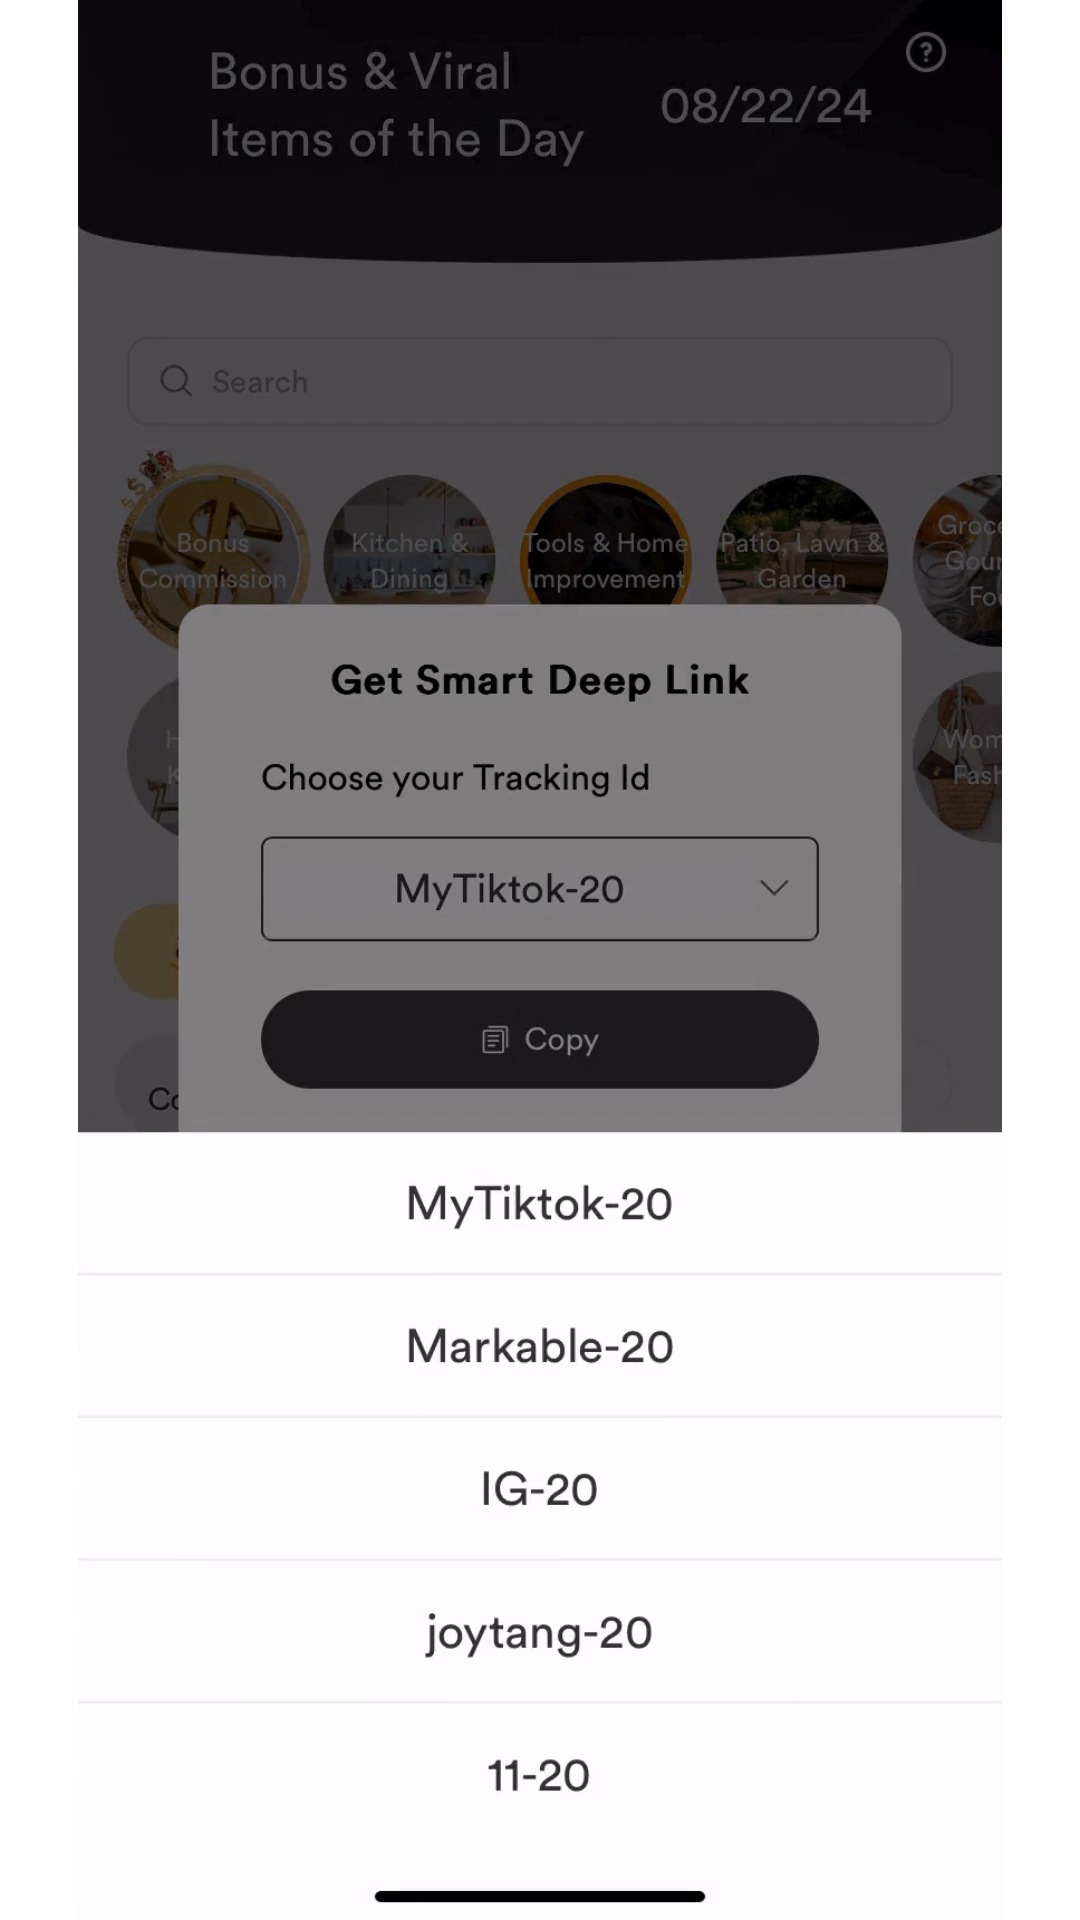 Bonus & Viral
Items of the Day
08/22/24
Search
Bonus
Commission
Kitchen &
Dining
Tools & Home
Improvement
Patio, Lawn &
Garden
Get Smart Deep Link
Choose your Tracking Id
MyTiktok-20
Copy
MyTiktok-20
Markable-20
IG-20
joytang-20
11-20